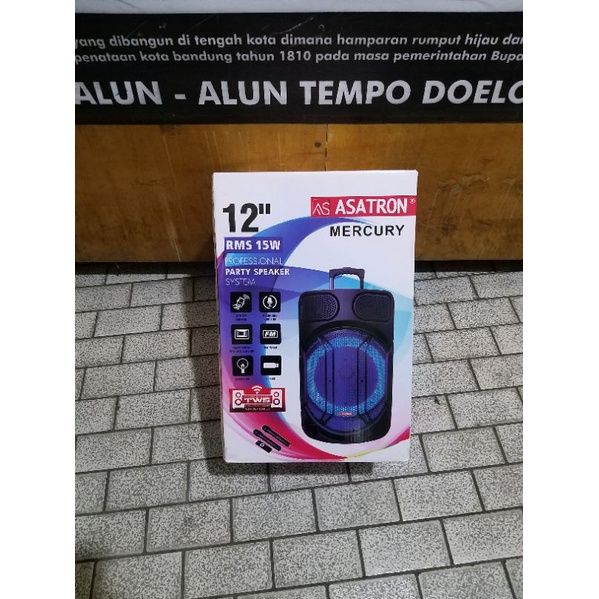 yang dibangun di tengah kota dimana hamparan rumput hijau dan
penataan kota bandung tahun 1810 pada masa pemerintahan Bupa
ALUN - ALUN TEMPO DOELO
12"
AS ASATRON®
MERCURY
RMS 15W
PROFESSIONAL
PARTY SPEAKER
SYSTEM
FM
TWS